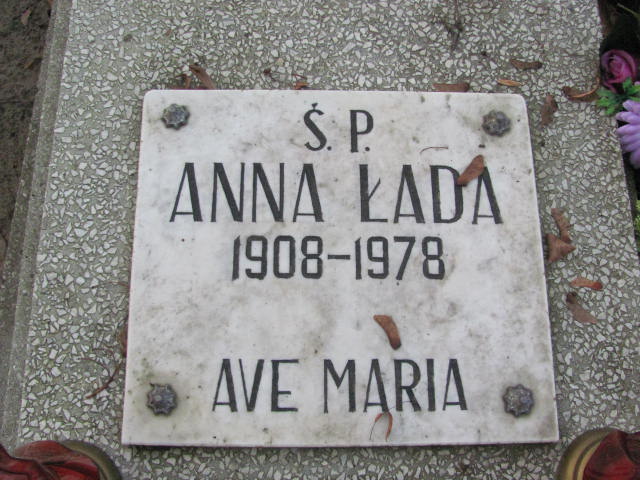 Ś. P.
ANNA ŁADA
1908-1978
AVE MARIA